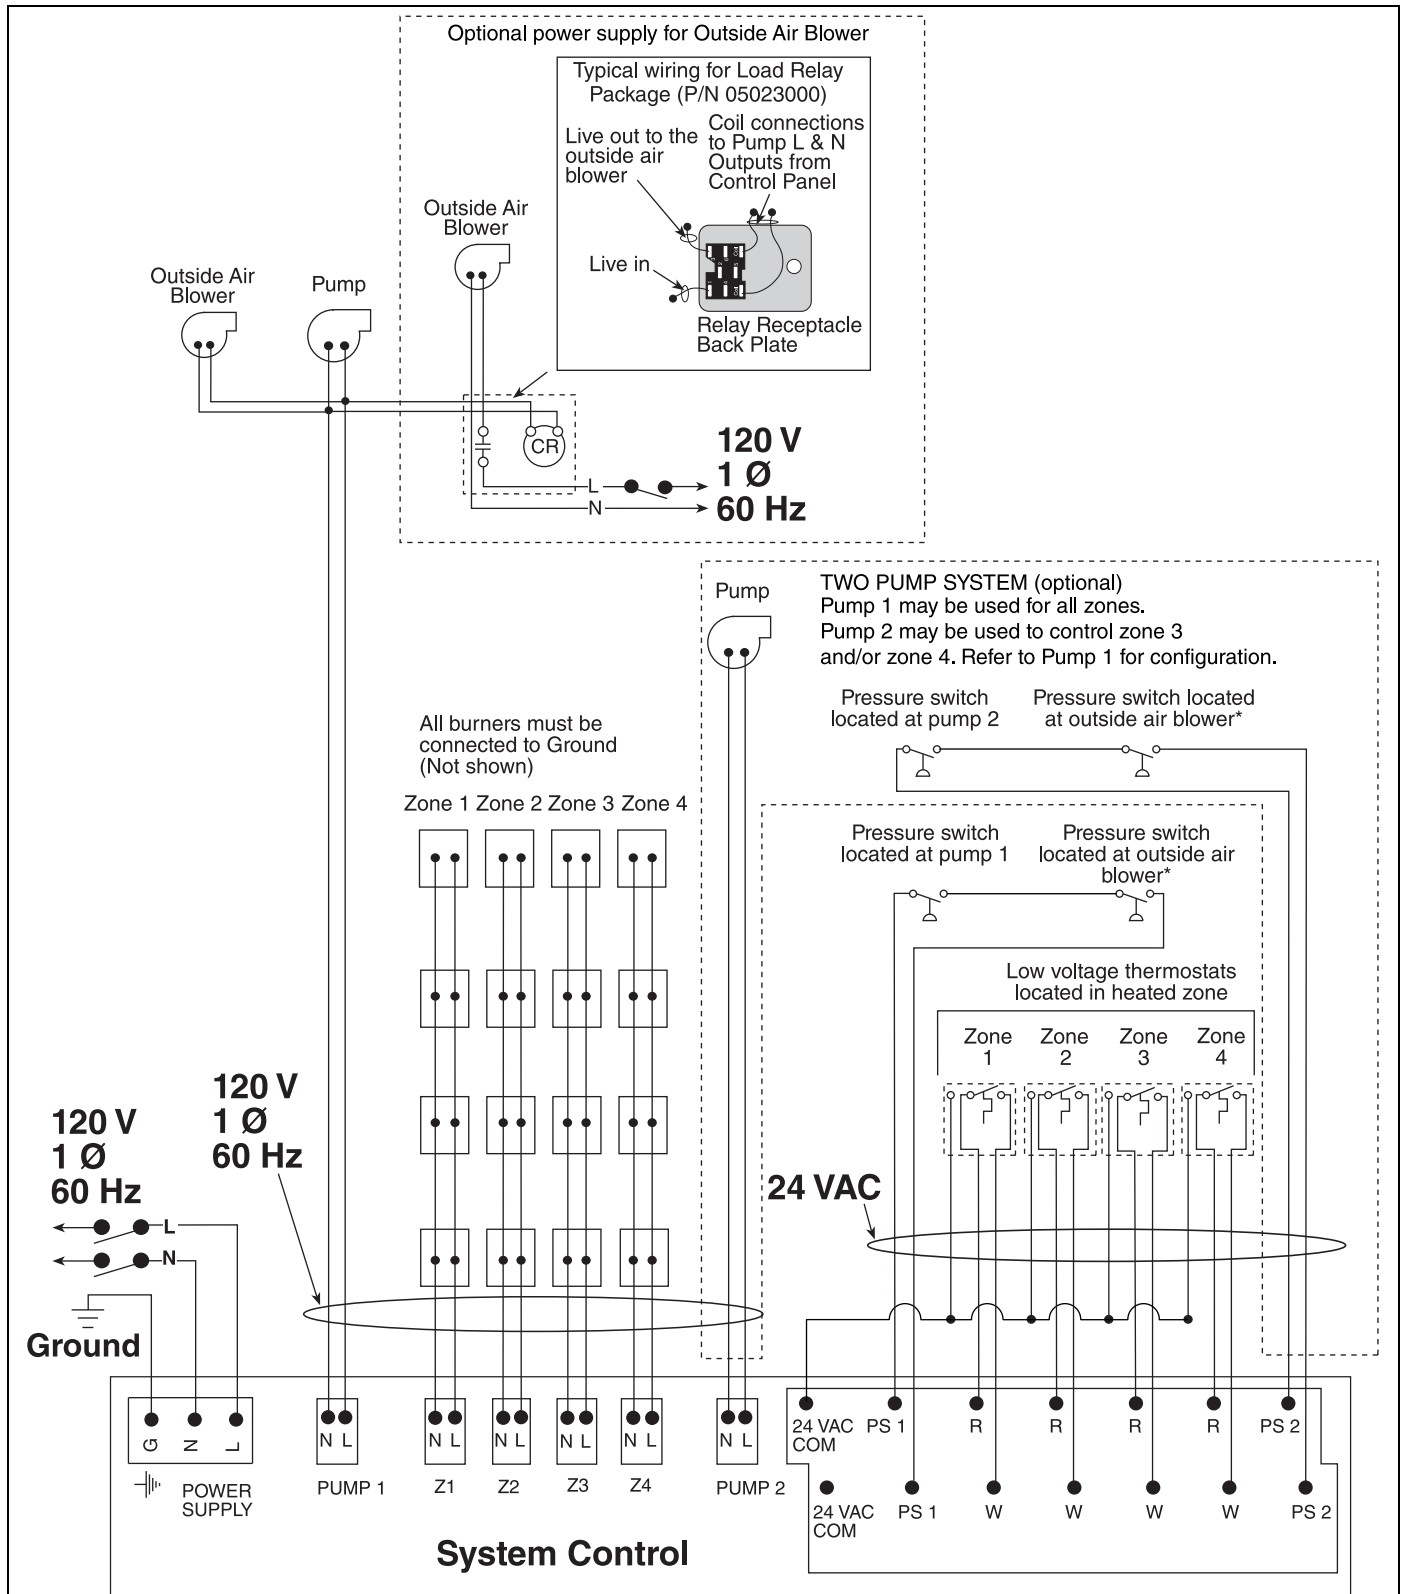 Optional power supply for Outside Air Blower
Typical wiring for Load Relay
Package (P/N 05023000)
Live out to the
outside air
blower
Coil connections
to Pump L & N
Outputs from
Control Panel
Live in
Relay Receptacle
Back Plate
Outside Air
Blower
Outside Air
Blower
Pump
CR
L
N
120 V
1 Ø
60 Hz
Pump
TWO PUMP SYSTEM (optional)
Pump 1 may be used for all zones.
Pump 2 may be used to control zone 3
and/or zone 4. Refer to Pump 1 for configuration.
Pressure switch
located at pump 2
Pressure switch located
at outside air blower*
All burners must be
connected to Ground
(Not shown)
Zone 1 Zone 2 Zone 3 Zone 4
Pressure switch
located at pump 1
Pressure switch
located at outside air
blower*
Low voltage thermostats
located in heated zone
Zone
1
Zone
2
Zone
3
Zone
4
120 V
1 Ø
60 Hz
120 V
1 Ø
60 Hz
24 VAC
L
N
Ground
G N L
POWER
SUPPLY
N L
PUMP 1
N L
Z1
N L
Z2
N L
Z3
N L
Z4
N L
PUMP 2
24 VAC
COM
PS 1
R
R
R
R
PS 2
24 VAC
COM
PS 1
W
W
W
W
PS 2
System Control